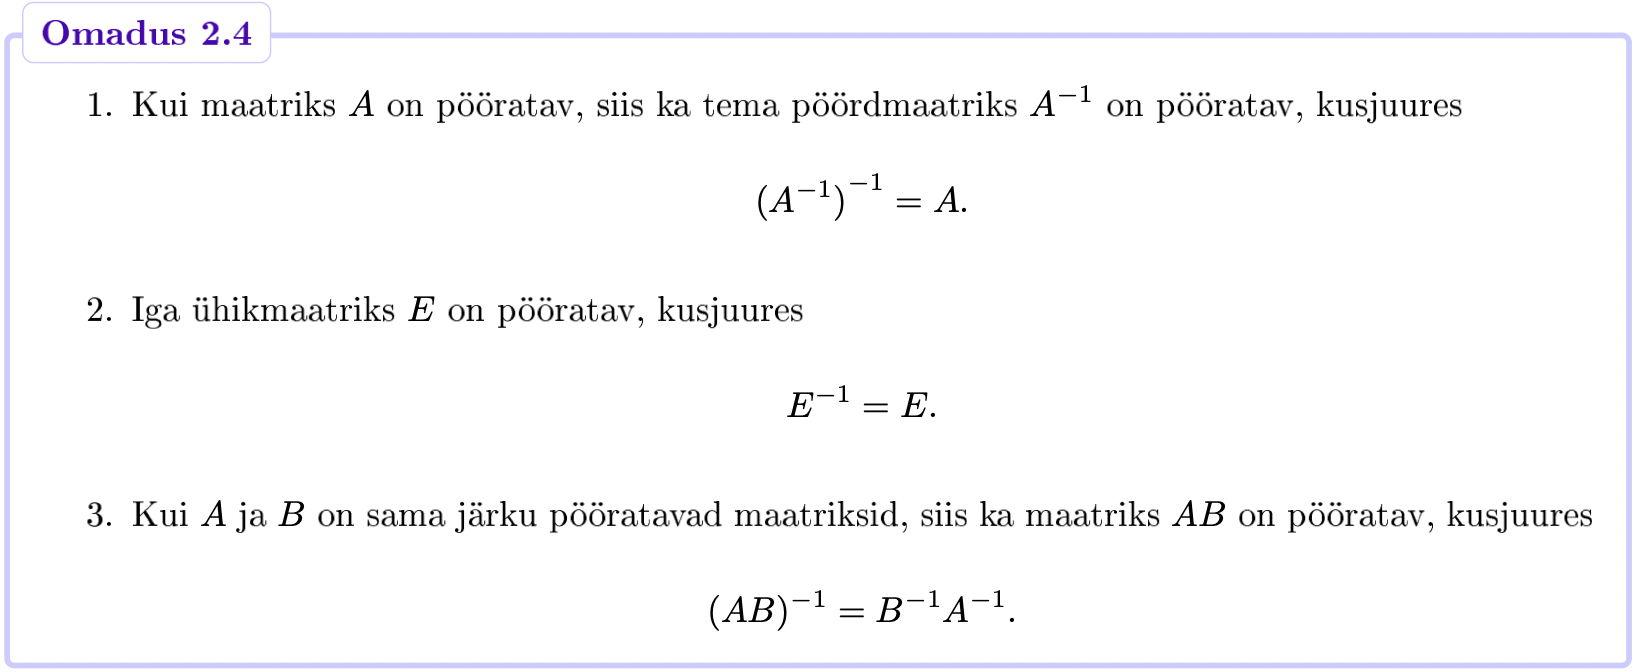 Omadus 2.4
1. Kui maatriks A on pööratav, siis ka tema pöördmaatriks A⁻¹ on pööratav, kusjuures
(A⁻¹)⁻¹ = A.
2. Iga ühikmaatriks E on pööratav, kusjuures
E⁻¹ = E.
3. Kui A ja B on sama järku pööratavad maatriksid, siis ka maatriks AB on pööratav, kusjuures
(AB)⁻¹ = B⁻¹A⁻¹.